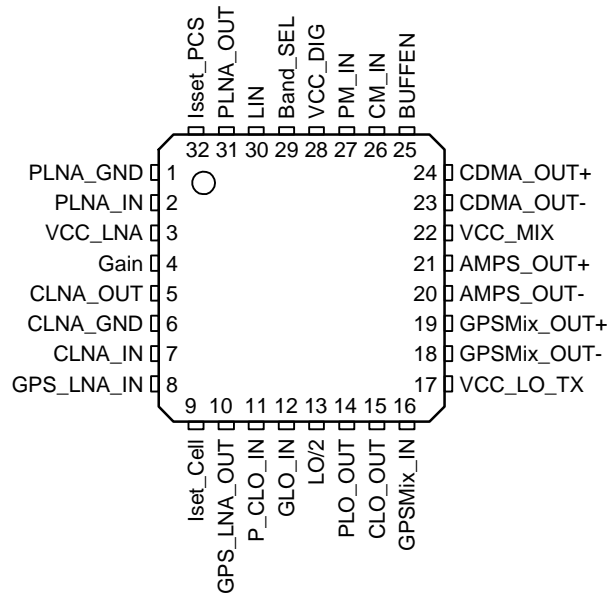 Isset_PCS
PLNA_OUT
LIN
Band_SEL
VCC_DIG
PM_IN
CM_IN
BUFFEN
32 31 30 29 28 27 26 25
PLNA_GND 1 24 CDMA_OUT+
PLNA_IN 2 23 CDMA_OUT-
VCC_LNA 3 22 VCC_MIX
Gain 4 21 AMPS_OUT+
CLNA_OUT 5 20 AMPS_OUT-
CLNA_GND 6 19 GPSMix_OUT+
CLNA_IN 7 18 GPSMix_OUT-
GPS_LNA_IN 8 17 VCC_LO_TX
9 10 11 12 13 14 15 16
Iset_Cell
GPS_LNA_OUT
P_CLO_IN
GLO_IN
LO/2
PLO_OUT
CLO_OUT
GPSMix_IN